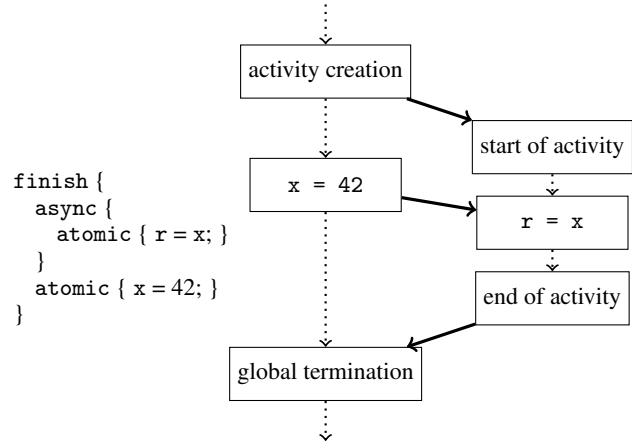 finish {
async {
atomic { r = x; }
}
atomic { x = 42; }
}
activity creation
start of activity
x = 42
r = x
end of activity
global termination